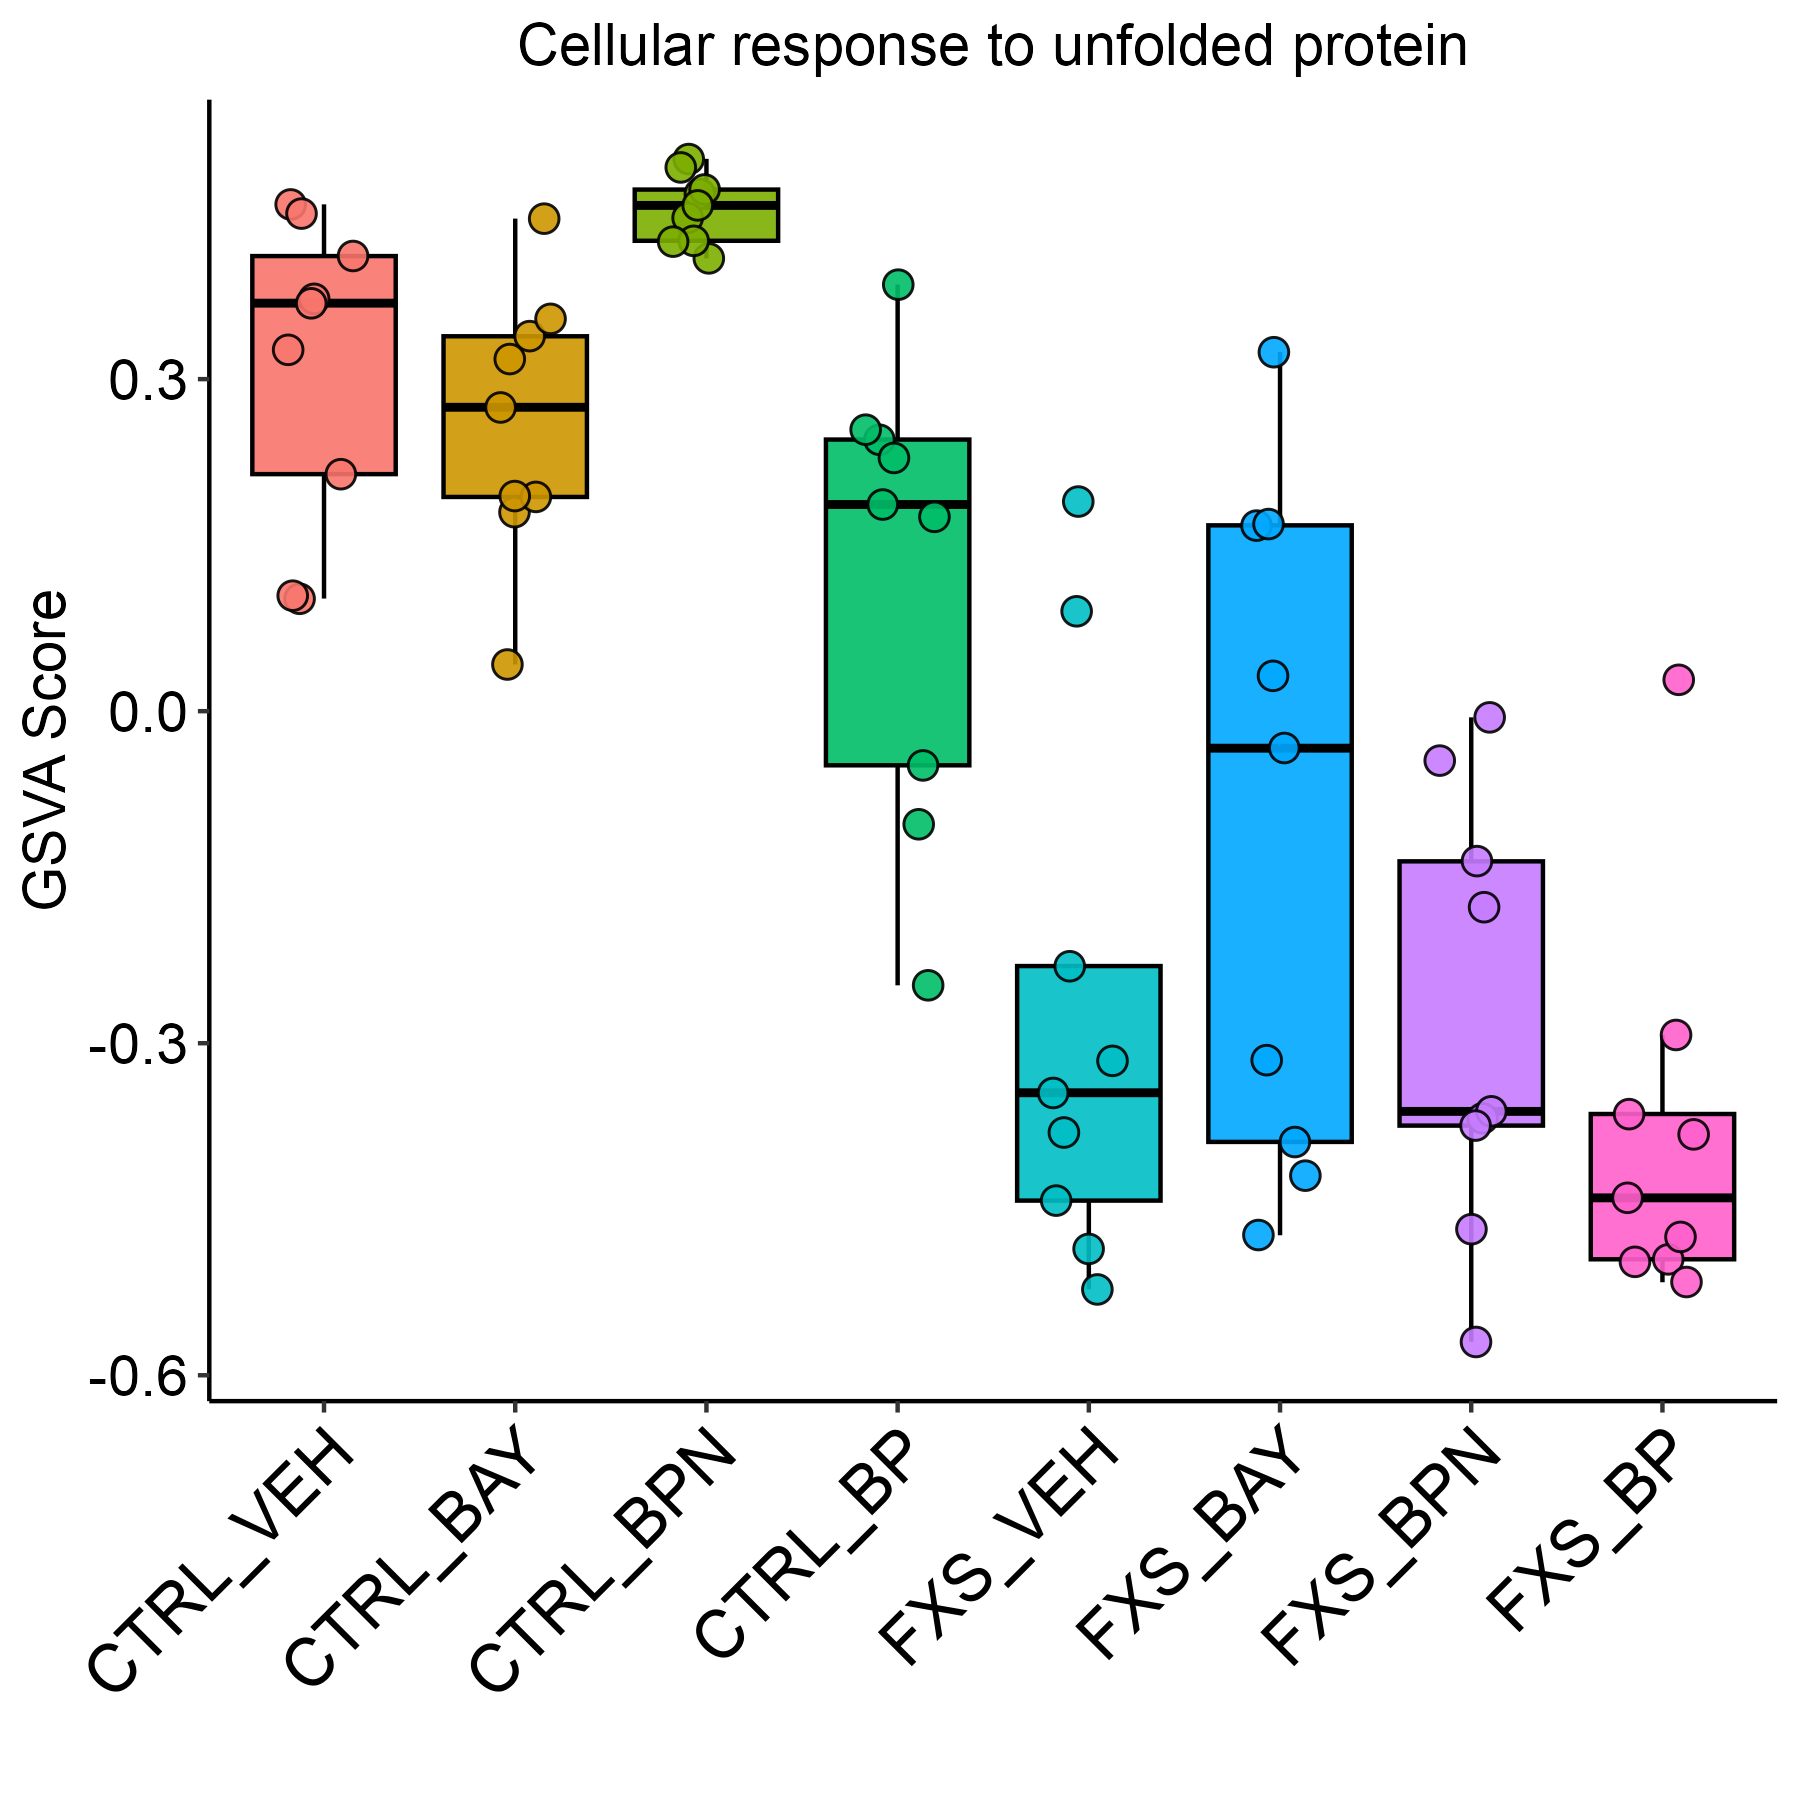 Cellular response to unfolded protein
GSVA Score
0.3
0.0
-0.3
-0.6
CTRL_VEH
CTRL_BAY
CTRL_BPN
CTRL_BP
FXS_VEH
FXS_BAY
FXS_BPN
FXS_BP